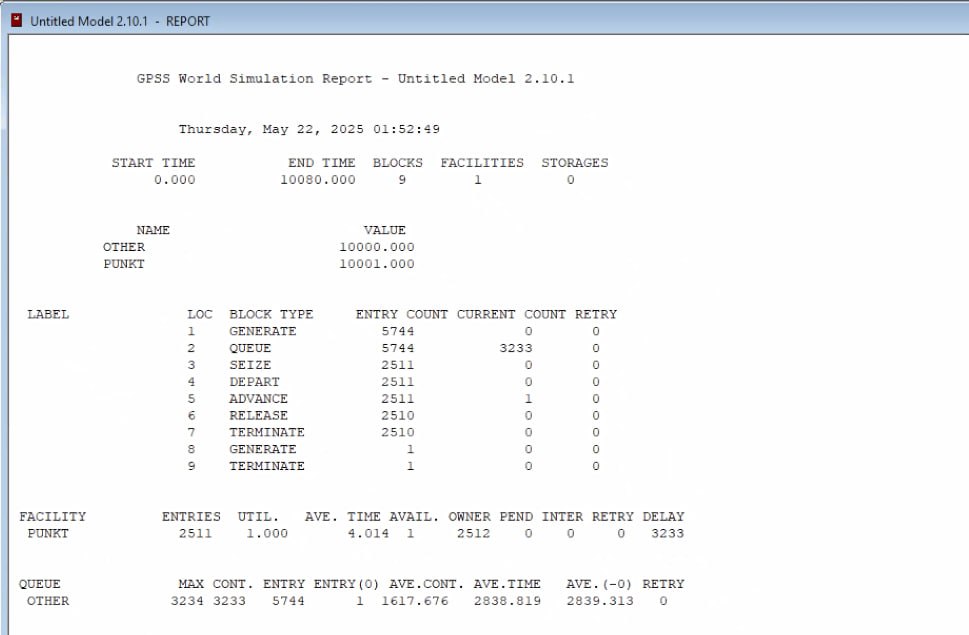 Untitled Model 2.10.1 - REPORT
GPSS World Simulation Report - Untitled Model 2.10.1
Thursday, May 22, 2025 01:52:49
START TIME END TIME BLOCKS FACILITIES STORAGES
0.000 10080.000 9 1 0
NAME VALUE
OTHER 10000.000
PUNKT 10001.000
LABEL LOC BLOCK TYPE ENTRY COUNT CURRENT COUNT RETRY
1 GENERATE 5744 0 0
2 QUEUE 5744 3233 0
3 SEIZE 2511 0 0
4 DEPART 2511 0 0
5 ADVANCE 2511 1 0
6 RELEASE 2510 0 0
7 TERMINATE 2510 0 0
8 GENERATE 1 0 0
9 TERMINATE 1 0 0
FACILITY ENTRIES UTIL. AVE. TIME AVAIL. OWNER PEND INTER RETRY DELAY
PUNKT 2511 1.000 4.014 1 2512 0 0 0 3233
QUEUE MAX CONT. ENTRY ENTRY(0) AVE.CONT. AVE.TIME AVE.(-0) RETRY
OTHER 3234 3233 5744 1 1617.676 2838.819 2839.313 0